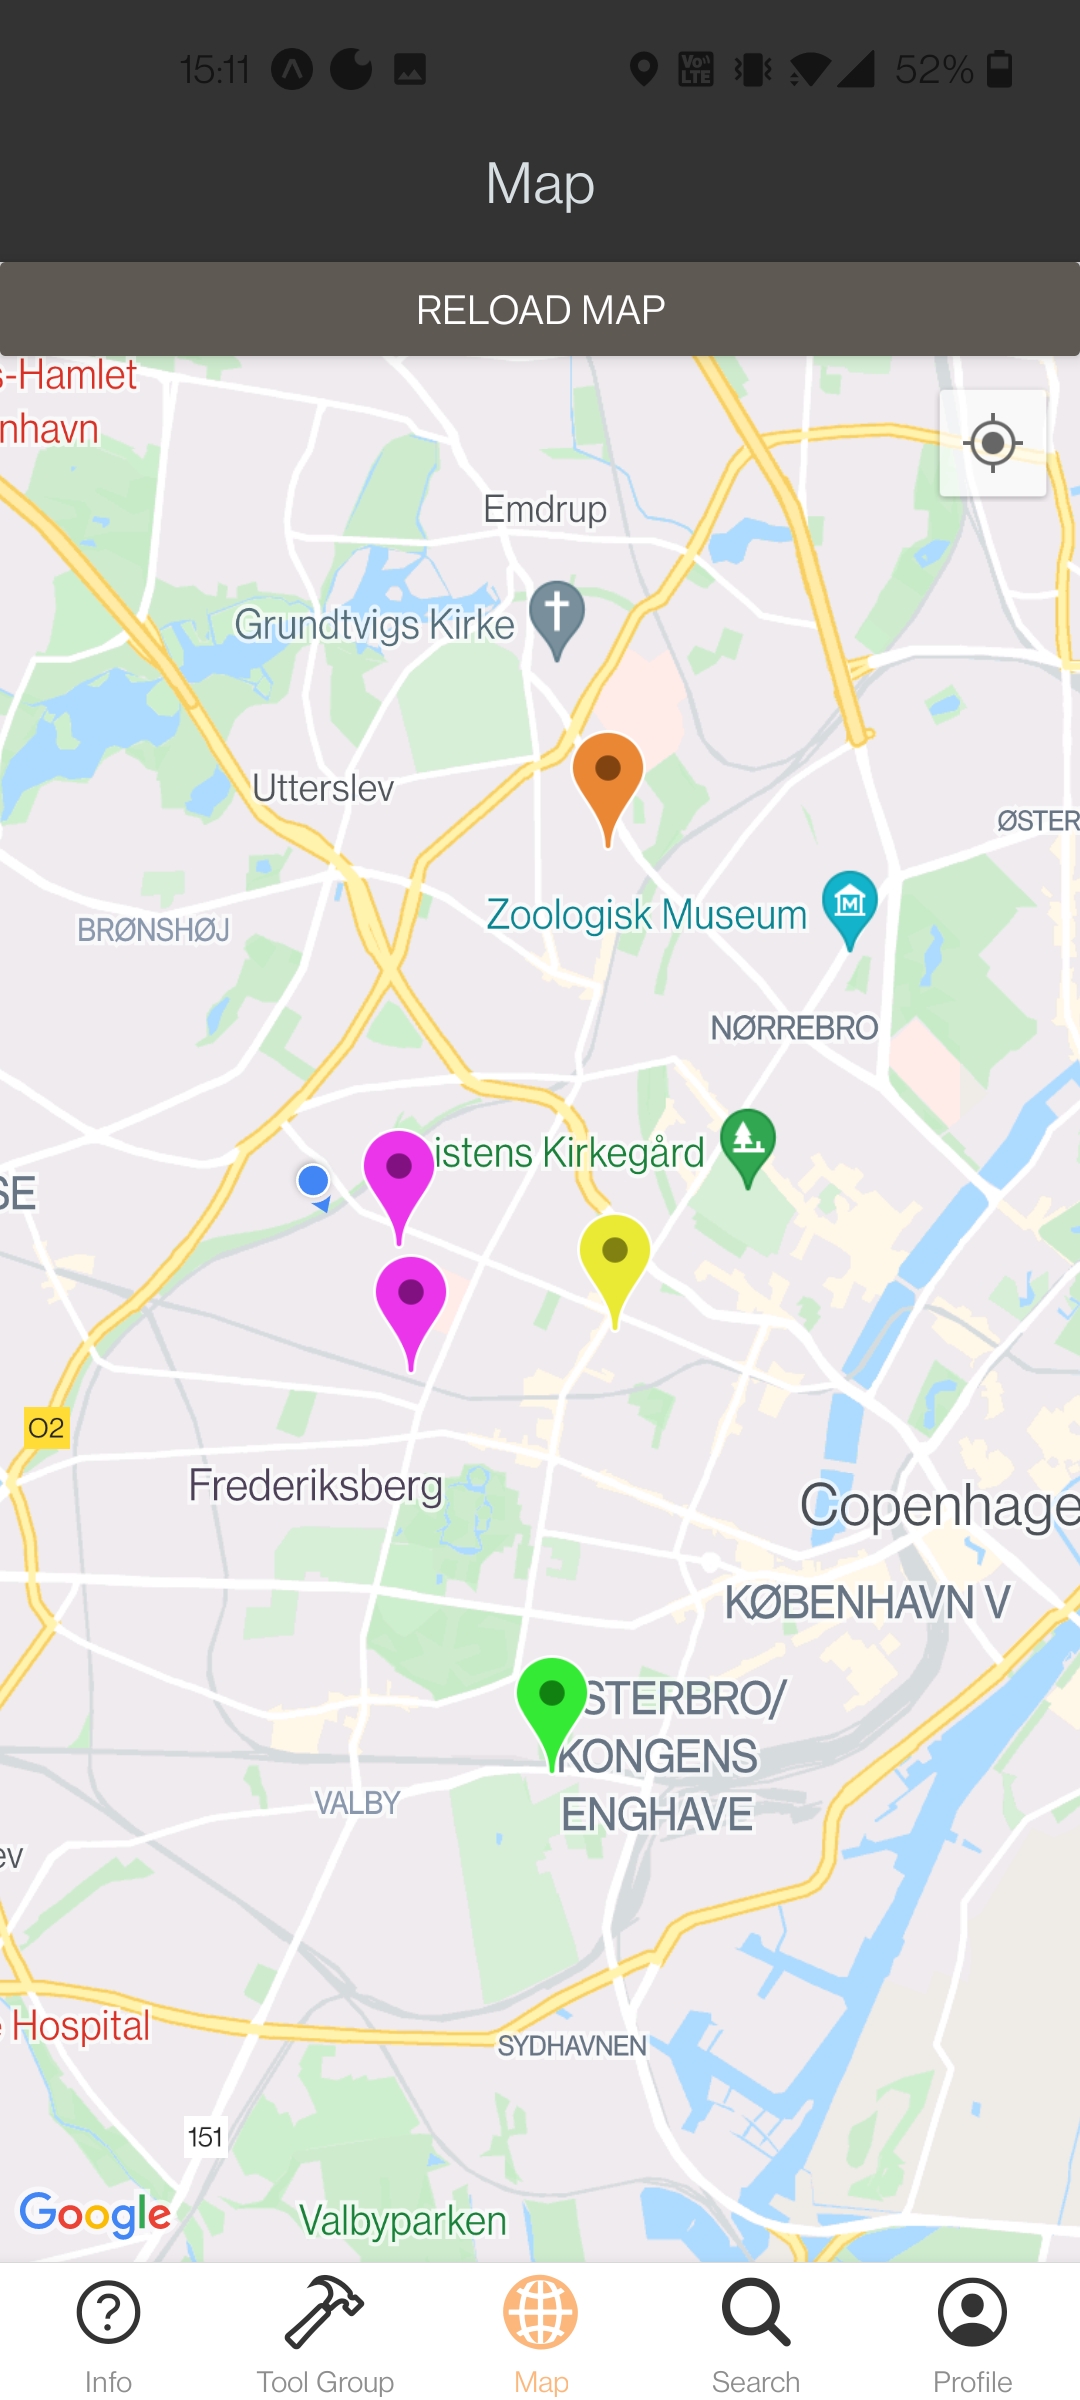 15:11
Vo LTE
52%
Map
RELOAD MAP
s-Hamlet
nhavn
Emdrup
Grundtvigs Kirke
Utterslev
ØSTER
Zoologisk Museum
BRØNSHØJ
NØRREBRO
istens Kirkegård
SE
O2
Frederiksberg
Copenhage
KØBENHAVN V
STERBRO/
KONGENS
ENGHAVE
VALBY
ev
Hospital
SYDHAVNEN
151
Google
Valbyparken
Info
Tool Group
Map
Search
Profile